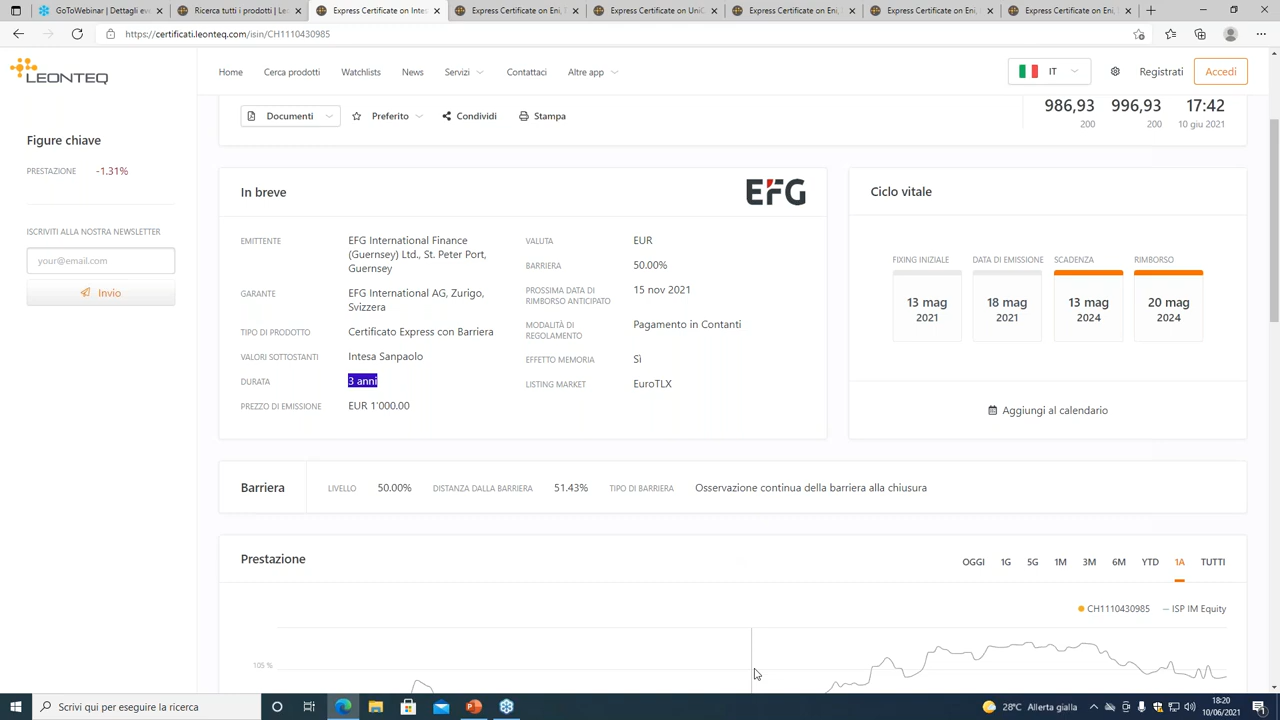 GoToWebinar | Dettagli eve
Ricerca tutti i prodotti | Le
Express Certificate on Intes
Express Certificate on Eni,
Express Certificate on UniC
Express Certificate on Eni,
Express Certificate on Eni,
Express Certificate on Eni,
https://certificati.leonteq.com/isin/CH1110430985
LEONTEQ
Home
Cerca prodotti
Watchlists
News
Servizi
Contattaci
Altre app
IT
Registrati
Accedi
Documenti
Preferito
Condividi
Stampa
986,93 996,93 17:42
200 200 10 giu 2021
Figure chiave
PRESTAZIONE -1.31%
ISCRIVITI ALLA NOSTRA NEWSLETTER
your@email.com
Invio
In breve
EFG
EMITTENTE
EFG International Finance
(Guernsey) Ltd., St. Peter Port,
Guernsey
GARANTE
EFG International AG, Zurigo,
Svizzera
TIPO DI PRODOTTO
Certificato Express con Barriera
VALORI SOTTOSTANTI
Intesa Sanpaolo
DURATA
3 anni
PREZZO DI EMISSIONE
EUR 1'000.00
VALUTA
EUR
BARRIERA
50.00%
PROSSIMA DATA DI
RIMBORSO ANTICIPATO
15 nov 2021
MODALITÀ DI
REGOLAMENTO
Pagamento in Contanti
EFFETTO MEMORIA
Sì
LISTING MARKET
EuroTLX
Ciclo vitale
FIXING INIZIALE
13 mag
2021
DATA DI EMISSIONE
18 mag
2021
SCADENZA
13 mag
2024
RIMBORSO
20 mag
2024
Aggiungi al calendario
Barriera
LIVELLO 50.00% DISTANZA DALLA BARRIERA 51.43% TIPO DI BARRIERA Osservazione continua della barriera alla chiusura
Prestazione
OGGI 1G 5G 1M 3M 6M YTD 1A TUTTI
CH1110430985 ISP IM Equity
105 %
Scrivi qui per eseguire la ricerca
28°C Allerta gialla
18:20
10/06/2021
1